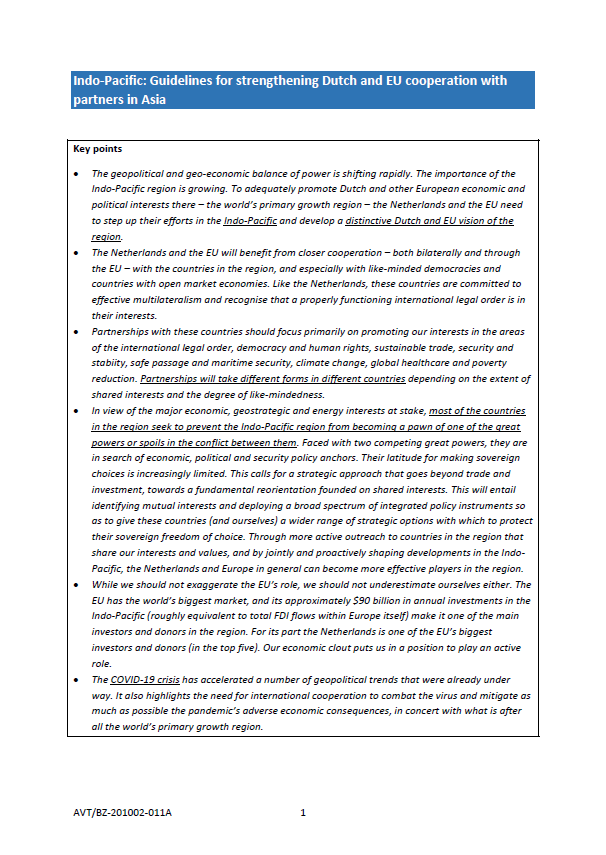 Indo-Pacific: Guidelines for strengthening Dutch and EU cooperation with
partners in Asia
Key points
• The geopolitical and geo-economic balance of power is shifting rapidly. The importance of the
Indo-Pacific region is growing. To adequately promote Dutch and other European economic and
political interests there – the world's primary growth region – the Netherlands and the EU need
to step up their efforts in the Indo-Pacific and develop a distinctive Dutch and EU vision of the
region.
• The Netherlands and the EU will benefit from closer cooperation – both bilaterally and through
the EU – with the countries in the region, and especially with like-minded democracies and
countries with open market economies. Like the Netherlands, these countries are committed to
effective multilateralism and recognise that a properly functioning international legal order is in
their interests.
• Partnerships with these countries should focus primarily on promoting our interests in the areas
of the international legal order, democracy and human rights, sustainable trade, security and
stabiity, safe passage and maritime security, climate change, global healthcare and poverty
reduction. Partnerships will take different forms in different countries depending on the extent of
shared interests and the degree of like-mindedness.
• In view of the major economic, geostrategic and energy interests at stake, most of the countries
in the region seek to prevent the Indo-Pacific region from becoming a pawn of one of the great
powers or spoils in the conflict between them. Faced with two competing great powers, they are
in search of economic, political and security policy anchors. Their latitude for making sovereign
choices is increasingly limited. This calls for a strategic approach that goes beyond trade and
investment, towards a fundamental reorientation founded on shared interests. This will entail
identifying mutual interests and deploying a broad spectrum of integrated policy instruments so
as to give these countries (and ourselves) a wider range of strategic options with which to protect
their sovereign freedom of choice. Through more active outreach to countries in the region that
share our interests and values, and by jointly and proactively shaping developments in the Indo-
Pacific, the Netherlands and Europe in general can become more effective players in the region.
• While we should not exaggerate the EU's role, we should not underestimate ourselves either. The
EU has the world's biggest market, and its approximately $90 billion in annual investments in the
Indo-Pacific (roughly equivalent to total FDI flows within Europe itself) make it one of the main
investors and donors in the region. For its part the Netherlands is one of the EU's biggest
investors and donors (in the top five). Our economic clout puts us in a position to play an active
role.
• The COVID-19 crisis has accelerated a number of geopolitical trends that were already under
way. It also highlights the need for international cooperation to combat the virus and mitigate as
much as possible the pandemic's adverse economic consequences, in concert with what is after
all the world's primary growth region.
AVT/BZ-201002-011A 1